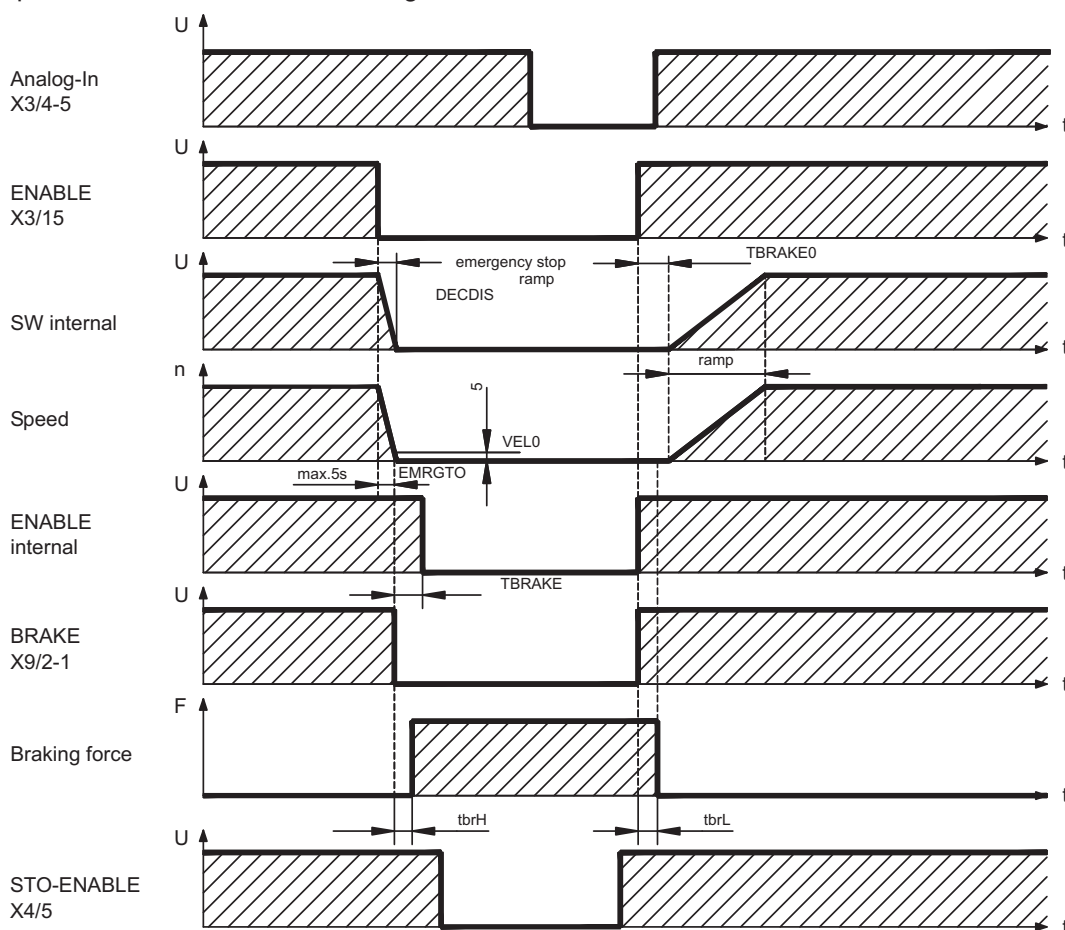 U
Analog-In
X3/4-5
t
U
ENABLE
X3/15
t
U
emergency stop
ramp
DECDIS
TBRAKE0
SW internal
t
n
ramp
Speed
5
VEL0
t
U
max.5s
EMRGTO
ENABLE
internal
t
U
TBRAKE
BRAKE
X9/2-1
t
F
Braking force
t
tbrH
tbrL
U
STO-ENABLE
X4/5
t